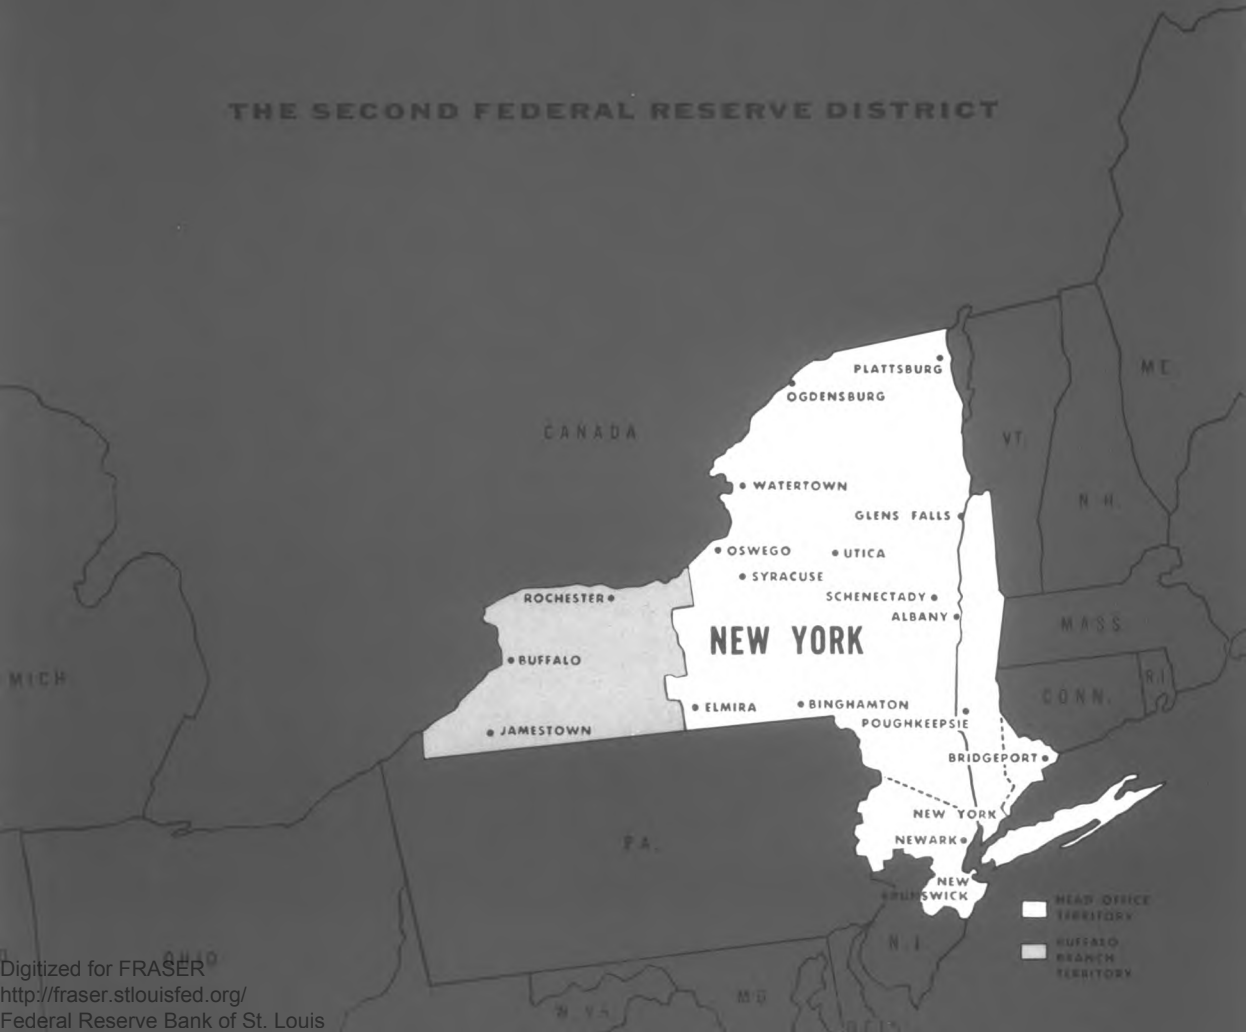 THE SECOND FEDERAL RESERVE DISTRICT
PLATTSBURG
ME.
OGDENSBURG
CANADA
VT.
WATERTOWN
N.H.
GLENS FALLS
OSWEGO
UTICA
SYRACUSE
ROCHESTER
SCHENECTADY
ALBANY
MASS.
NEW YORK
BUFFALO
MICH
R.I.
CONN.
ELMIRA
BINGHAMTON
POUGHKEEPSIE
JAMESTOWN
BRIDGEPORT
NEW YORK
NEWARK
PA.
NEW
BRUNSWICK
HEAD OFFICE
TERRITORY
N.J.
BUFFALO
BRANCH
TERRITORY
OHIO
MD
W.VA.
Digitized for FRASER
http://fraser.stlouisfed.org/
Federal Reserve Bank of St. Louis